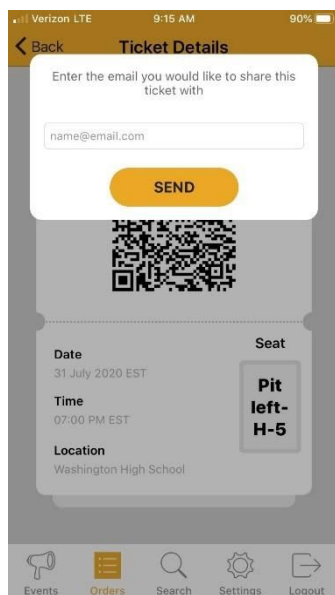 Verizon LTE 9:15 AM 90%
Back Ticket Details
Enter the email you would like to share this
ticket with
name@email.com
SEND
Date
31 July 2020 EST
Time
07:00 PM EST
Location
Washington High School
Seat
Pit
left-
H-5
Events Orders Search Settings Logout